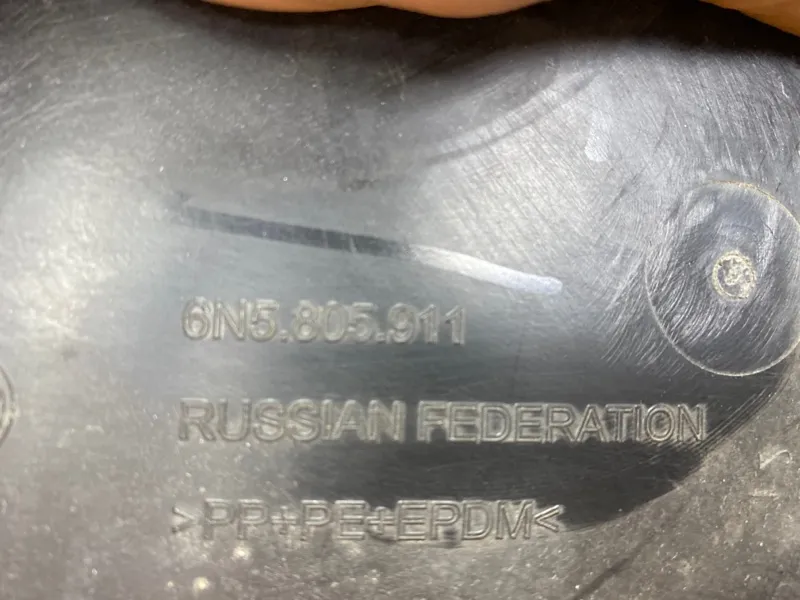 6N5.805.911
RUSSIAN FEDERATION
>PP+PE+EPDM<